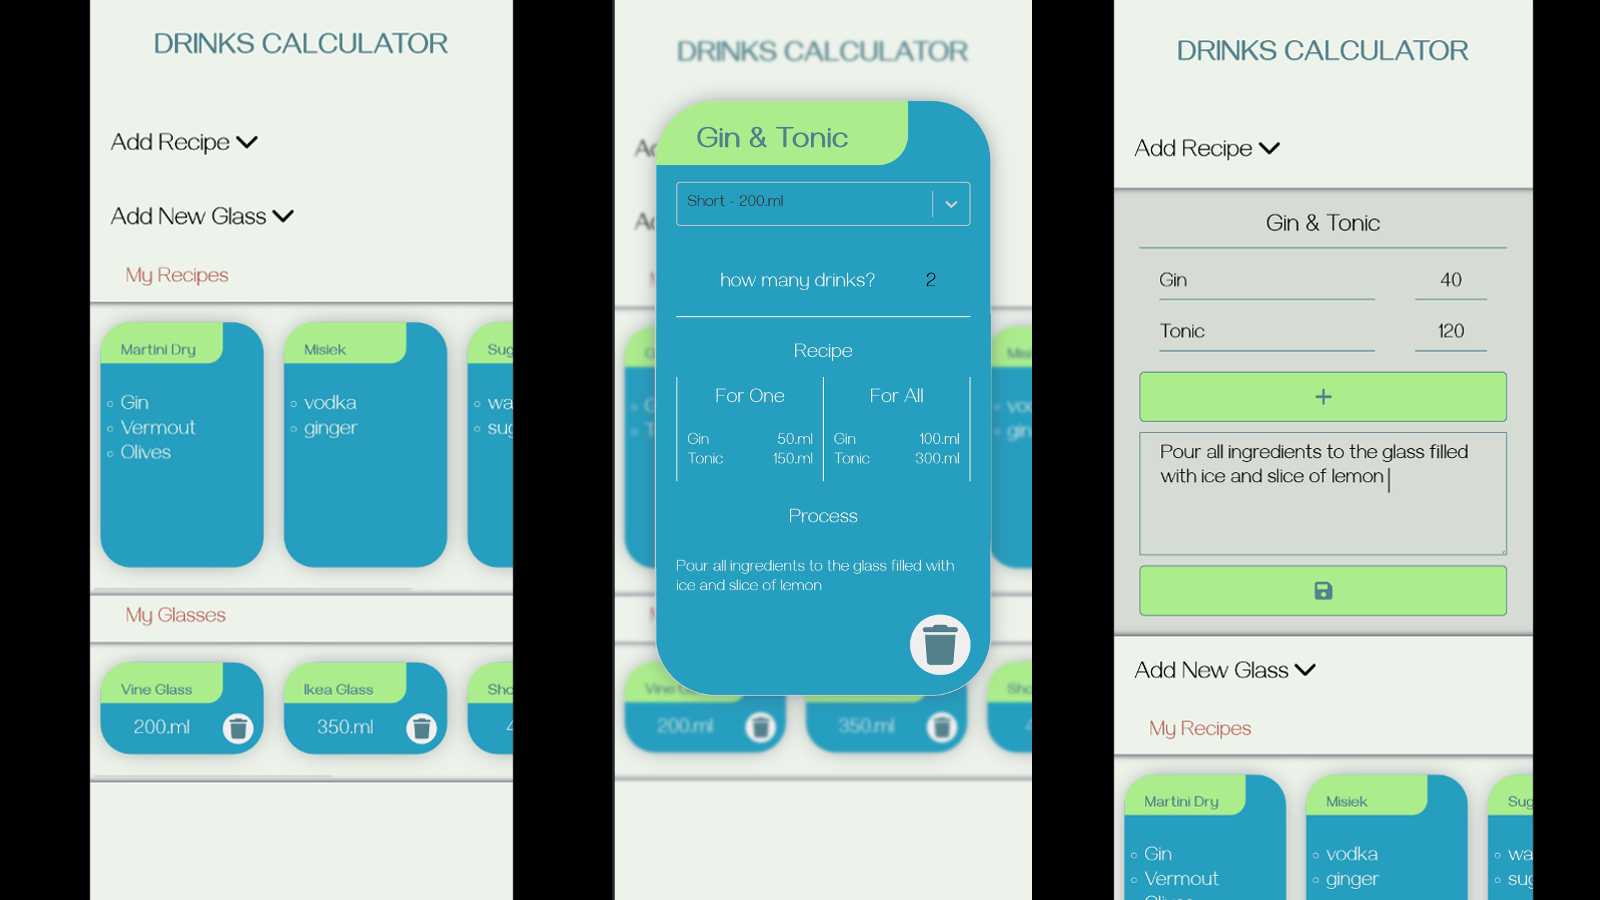 DRINKS CALCULATOR
Add Recipe
Add New Glass
My Recipes
Martini Dry
Gin
Vermout
Olives
Misiek
vodka
ginger
Sug
wa
sug
My Glasses
Vine Glass
200.ml
Ikea Glass
350.ml
Sho
4
DRINKS CALCULATOR
Gin & Tonic
Short - 200.ml
how many drinks? 2
Recipe
For One
Gin 50.ml
Tonic 150.ml
For All
Gin 100.ml
Tonic 300.ml
Process
Pour all ingredients to the glass filled with
ice and slice of lemon
200.ml
350.ml
DRINKS CALCULATOR
Add Recipe
Gin & Tonic
Gin 40
Tonic 120
+
Pour all ingredients to the glass filled
with ice and slice of lemon
Add New Glass
My Recipes
Martini Dry
Gin
Vermout
Misiek
vodka
ginger
Sug
wa
sug